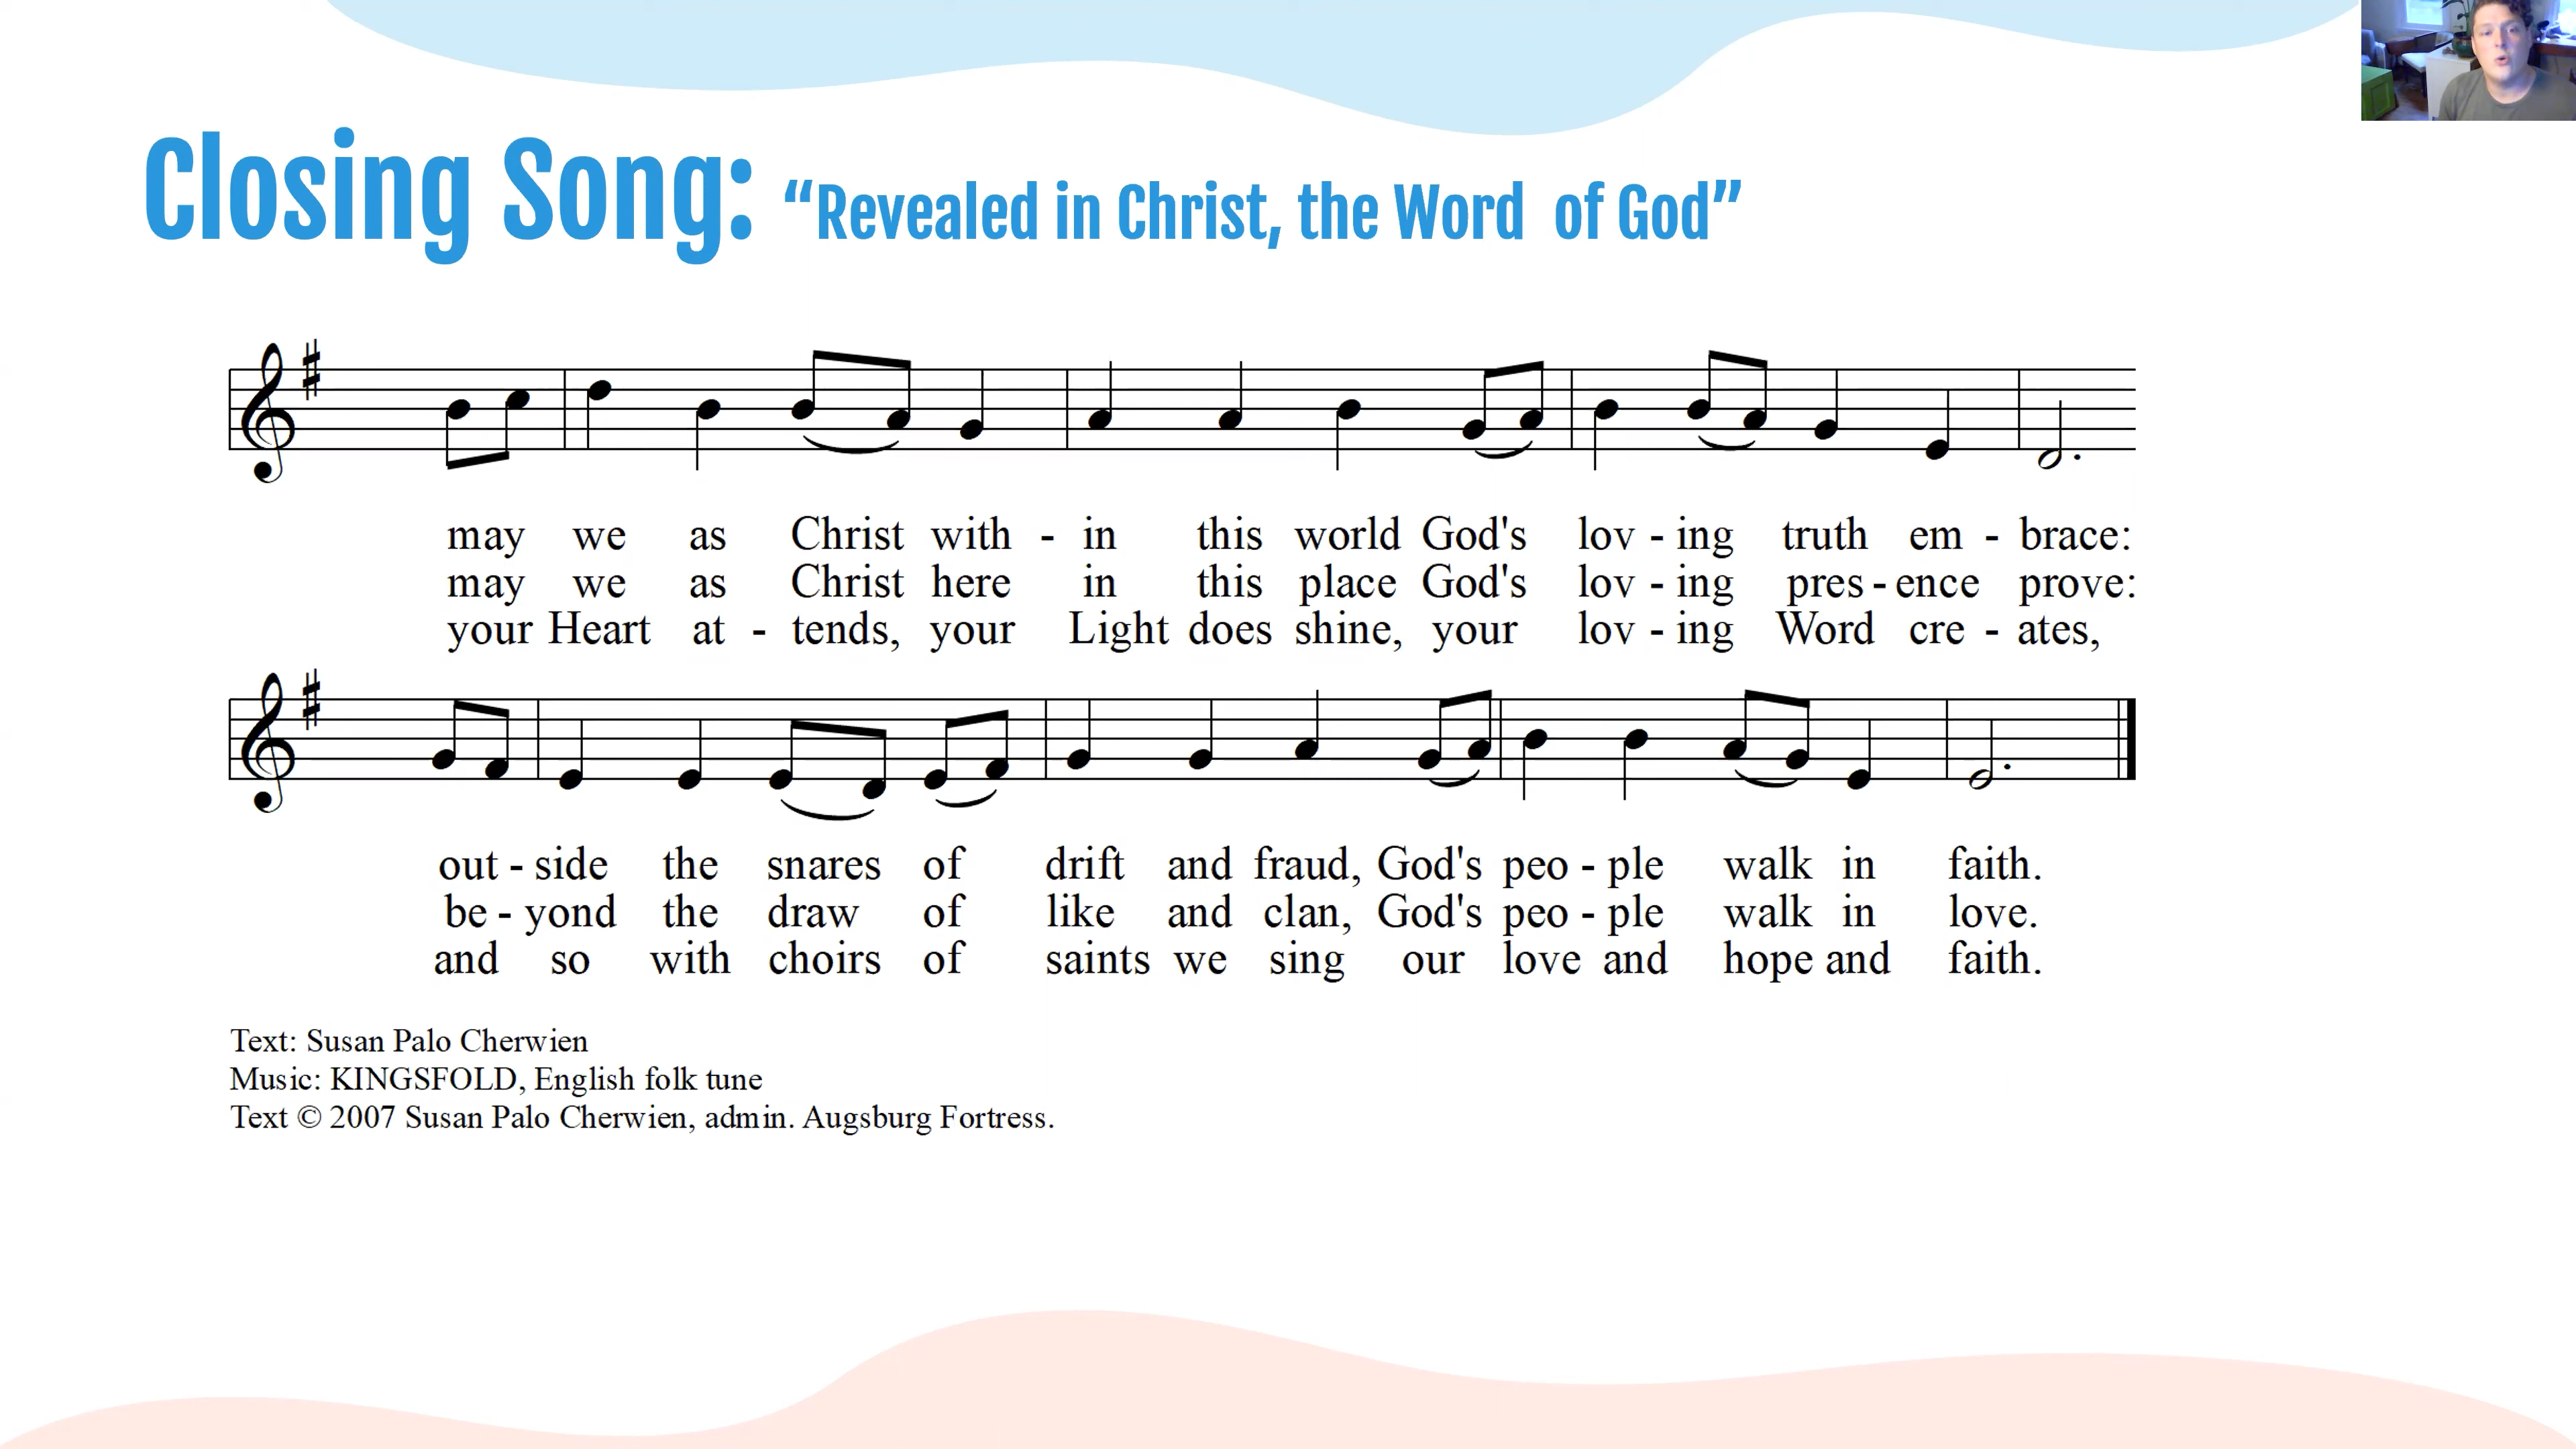 Closing Song: “Revealed in Christ, the Word  of God”
may we as Christ with - in this world God's lov - ing truth em - brace:
may we as Christ here in this place God's lov - ing pres - ence prove:
your Heart at - tends, your Light does shine, your lov - ing Word cre - ates,
out - side the snares of drift and fraud, God's peo - ple walk in faith.
be - yond the draw of like and clan, God's peo - ple walk in love.
and so with choirs of saints we sing our love and hope and faith.
Text: Susan Palo Cherwien
Music: KINGSFOLD, English folk tune
Text © 2007 Susan Palo Cherwien, admin. Augsburg Fortress.